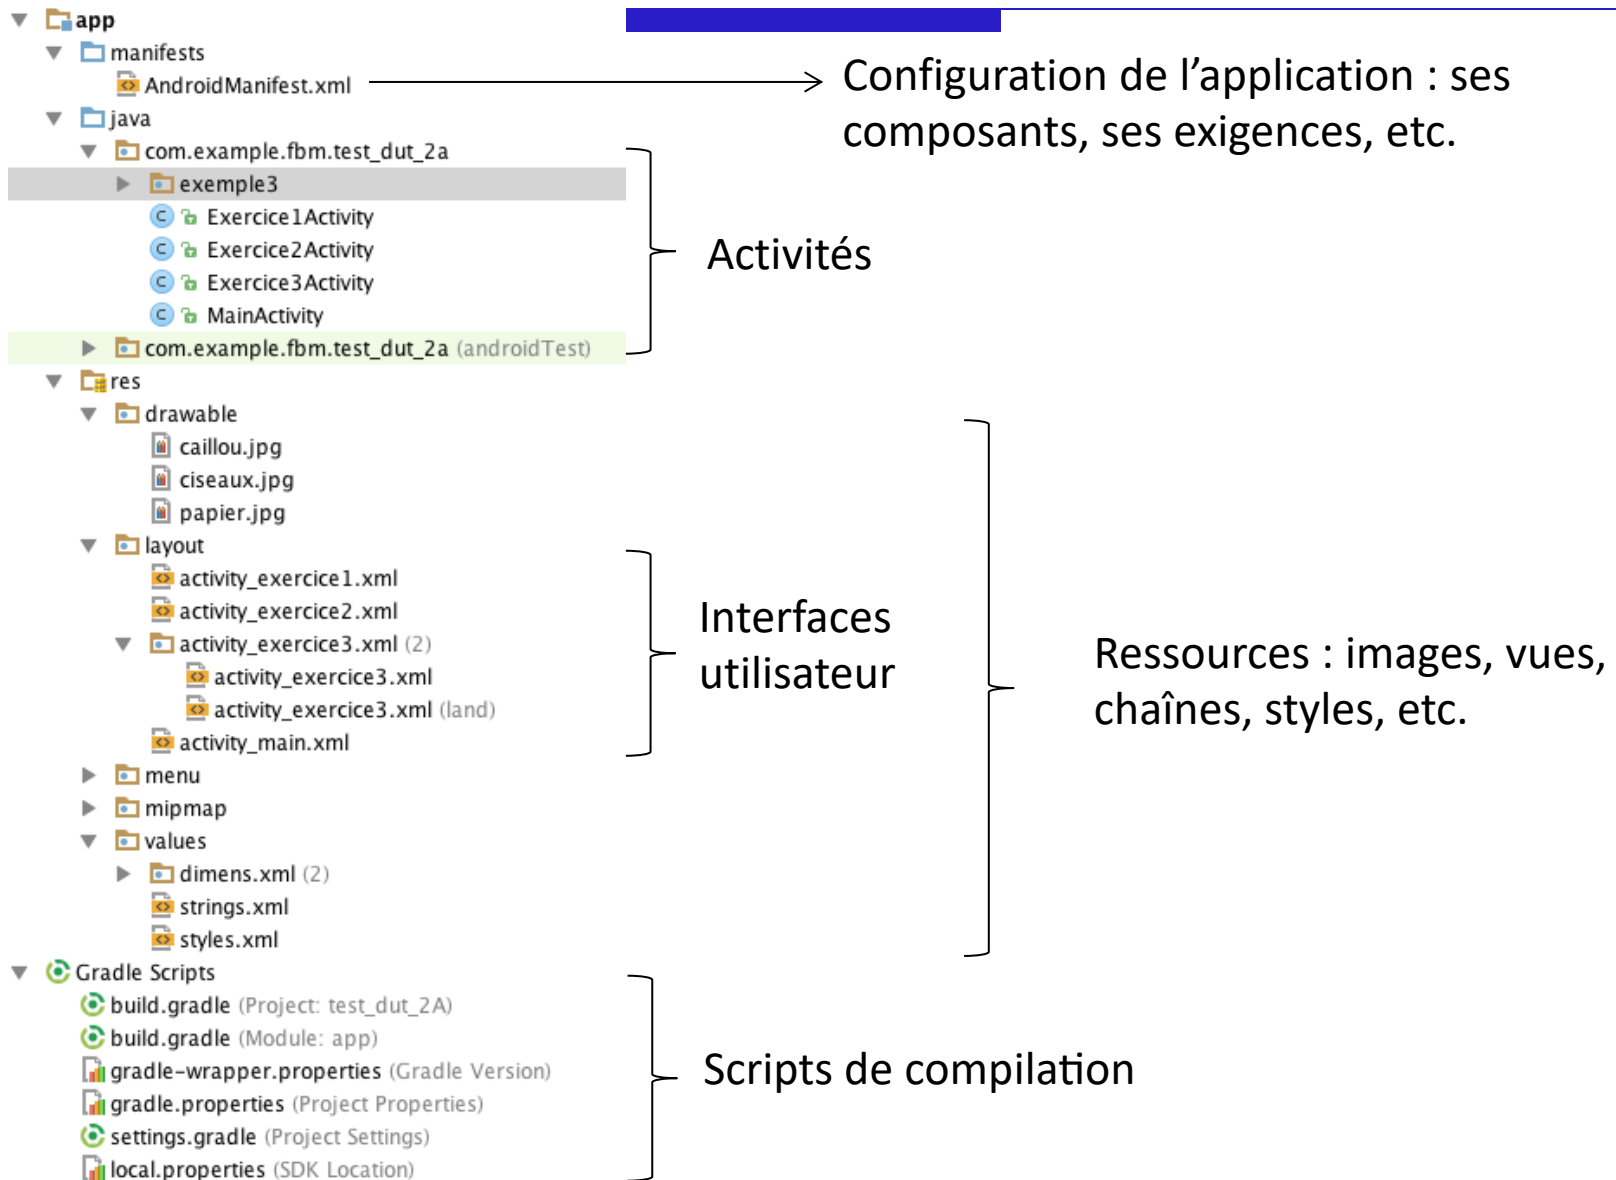 app
manifests
AndroidManifest.xml
Configuration de l’application : ses
composants, ses exigences, etc.
java
com.example.fbm.test_dut_2a
exemple3
Exercice1Activity
Exercice2Activity
Exercice3Activity
MainActivity
com.example.fbm.test_dut_2a (androidTest)
Activités
res
drawable
caillou.jpg
ciseaux.jpg
papier.jpg
layout
activity_exercice1.xml
activity_exercice2.xml
activity_exercice3.xml (2)
activity_exercice3.xml
activity_exercice3.xml (land)
activity_main.xml
Interfaces
utilisateur
menu
mipmap
values
dimens.xml (2)
strings.xml
styles.xml
Ressources : images, vues,
chaînes, styles, etc.
Gradle Scripts
build.gradle (Project: test_dut_2A)
build.gradle (Module: app)
gradle-wrapper.properties (Gradle Version)
gradle.properties (Project Properties)
settings.gradle (Project Settings)
local.properties (SDK Location)
Scripts de compilation